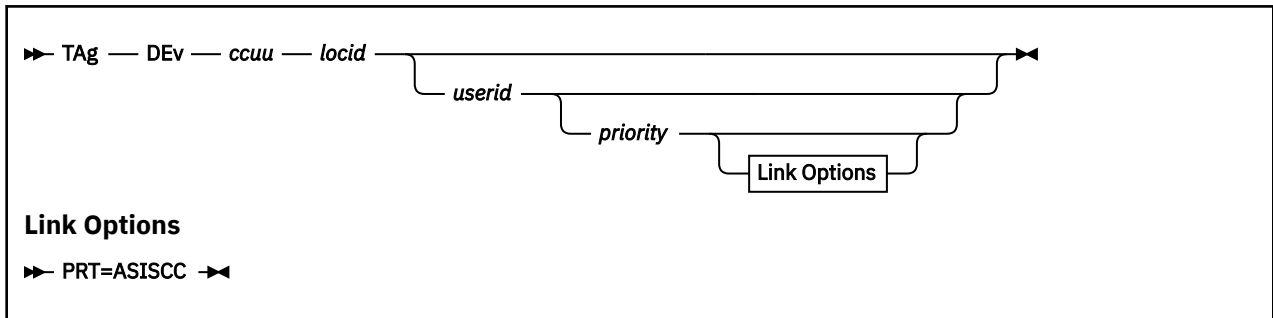 TAg DEv ccuu locid
userid
priority
Link Options
Link Options
PRT=ASISCC